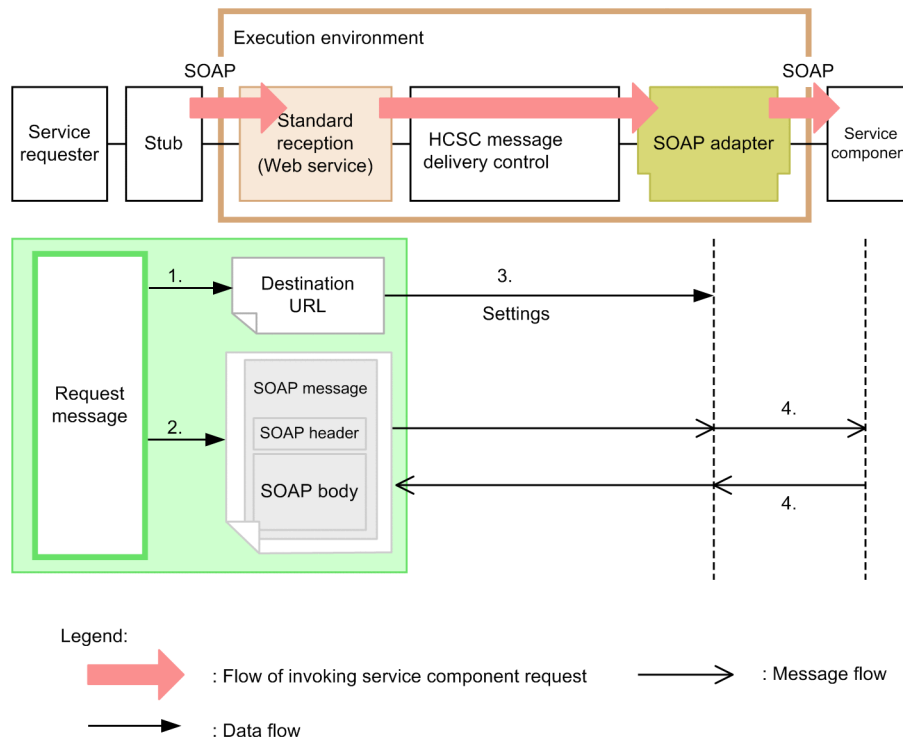 Execution environment
SOAP
SOAP
Service
requester
Stub
Standard
reception
(Web service)
HCSC message
delivery control
SOAP adapter
Service
component
1.
Destination
URL
3.
Settings
Request
message
2.
SOAP message
SOAP header
SOAP body
4.
4.
Legend:
: Flow of invoking service component request
: Message flow
: Data flow